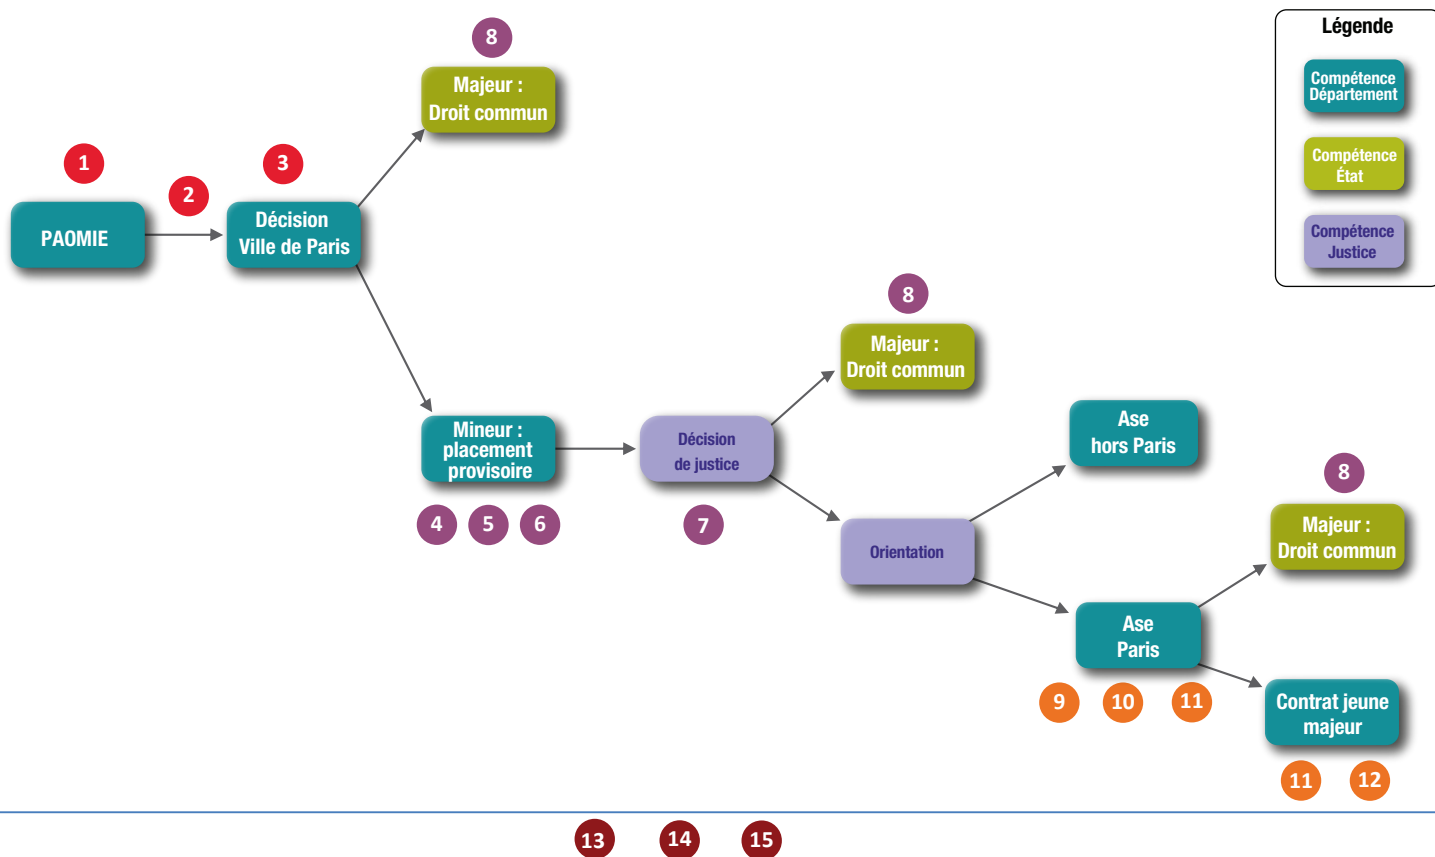 8
Majeur :
Droit commun
Légende
Compétence
Département
Compétence
État
Compétence
Justice
1
2
3
PAOMIE
Décision
Ville de Paris
8
Majeur :
Droit commun
Mineur :
placement
provisoire
4 5 6
Décision
de justice
7
Ase
hors Paris
Orientation
8
Majeur :
Droit commun
Ase
Paris
9 10 11
Contrat jeune
majeur
11 12
13 14 15